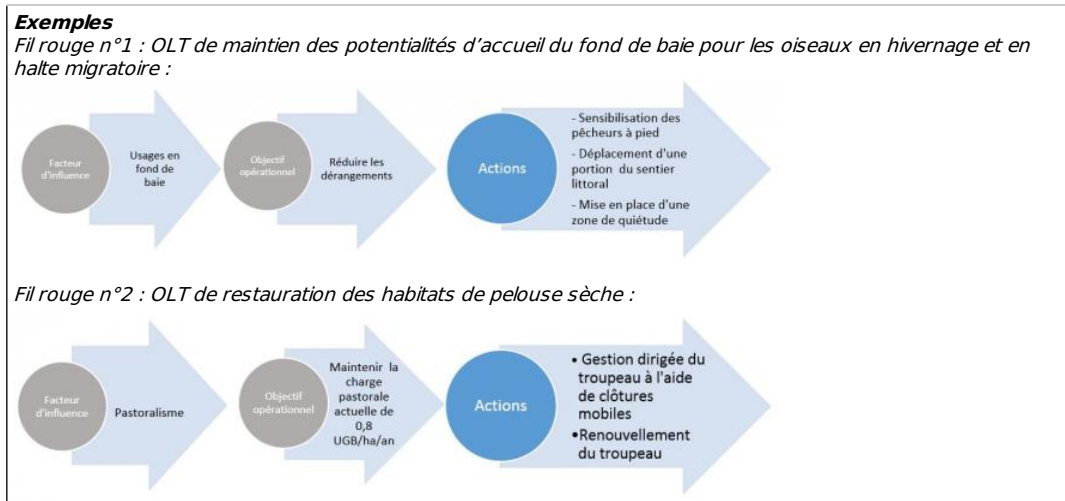 Exemples
Fil rouge n°1 : OLT de maintien des potentialités d'accueil du fond de baie pour les oiseaux en hivernage et en
halte migratoire :
Facteur
d'influence
Usages en
fond de
baie
Objectif
opérationnel
Réduire les
dérangements
Actions
- Sensibilisation des
pêcheurs à pied
- Déplacement d'une
portion du sentier
littoral
- Mise en place d'une
zone de quiétude
Fil rouge n°2 : OLT de restauration des habitats de pelouse sèche :
Facteur
d'influence
Pastoralisme
Objectif
opérationnel
Maintenir la
charge
pastorale
actuelle de
0,8
UGB/ha/an
Actions
• Gestion dirigée du
troupeau à l'aide
de clôtures
mobiles
•Renouvellement
du troupeau